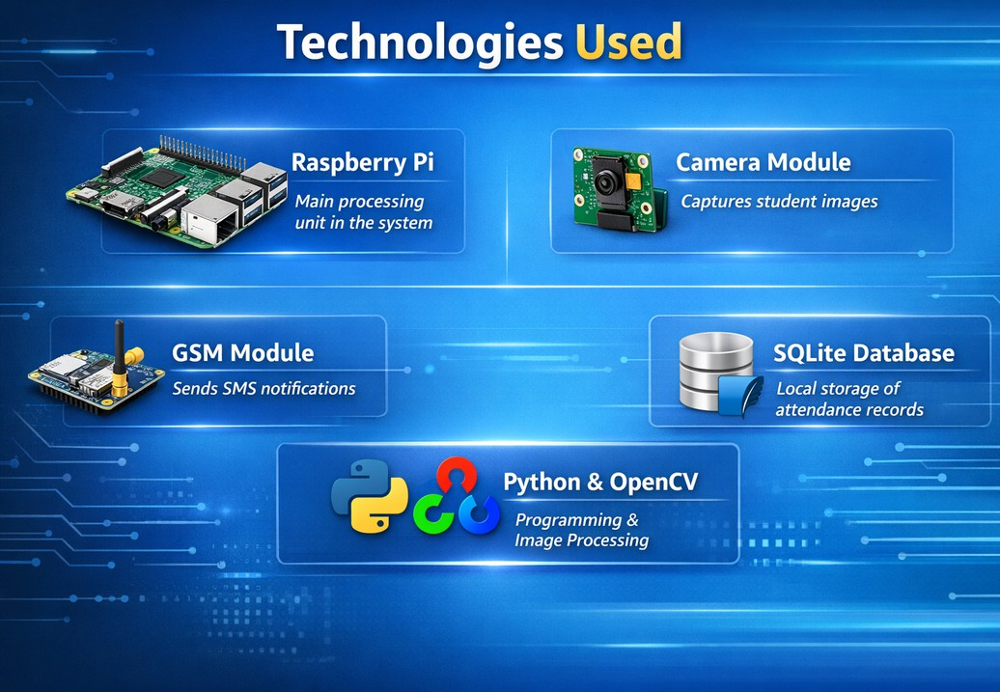 Technologies Used
Raspberry Pi
Main processing
unit in the system
Camera Module
Captures student images
GSM Module
Sends SMS notifications
SQLite Database
Local storage of
attendance records
Python & OpenCV
Programming &
Image Processing